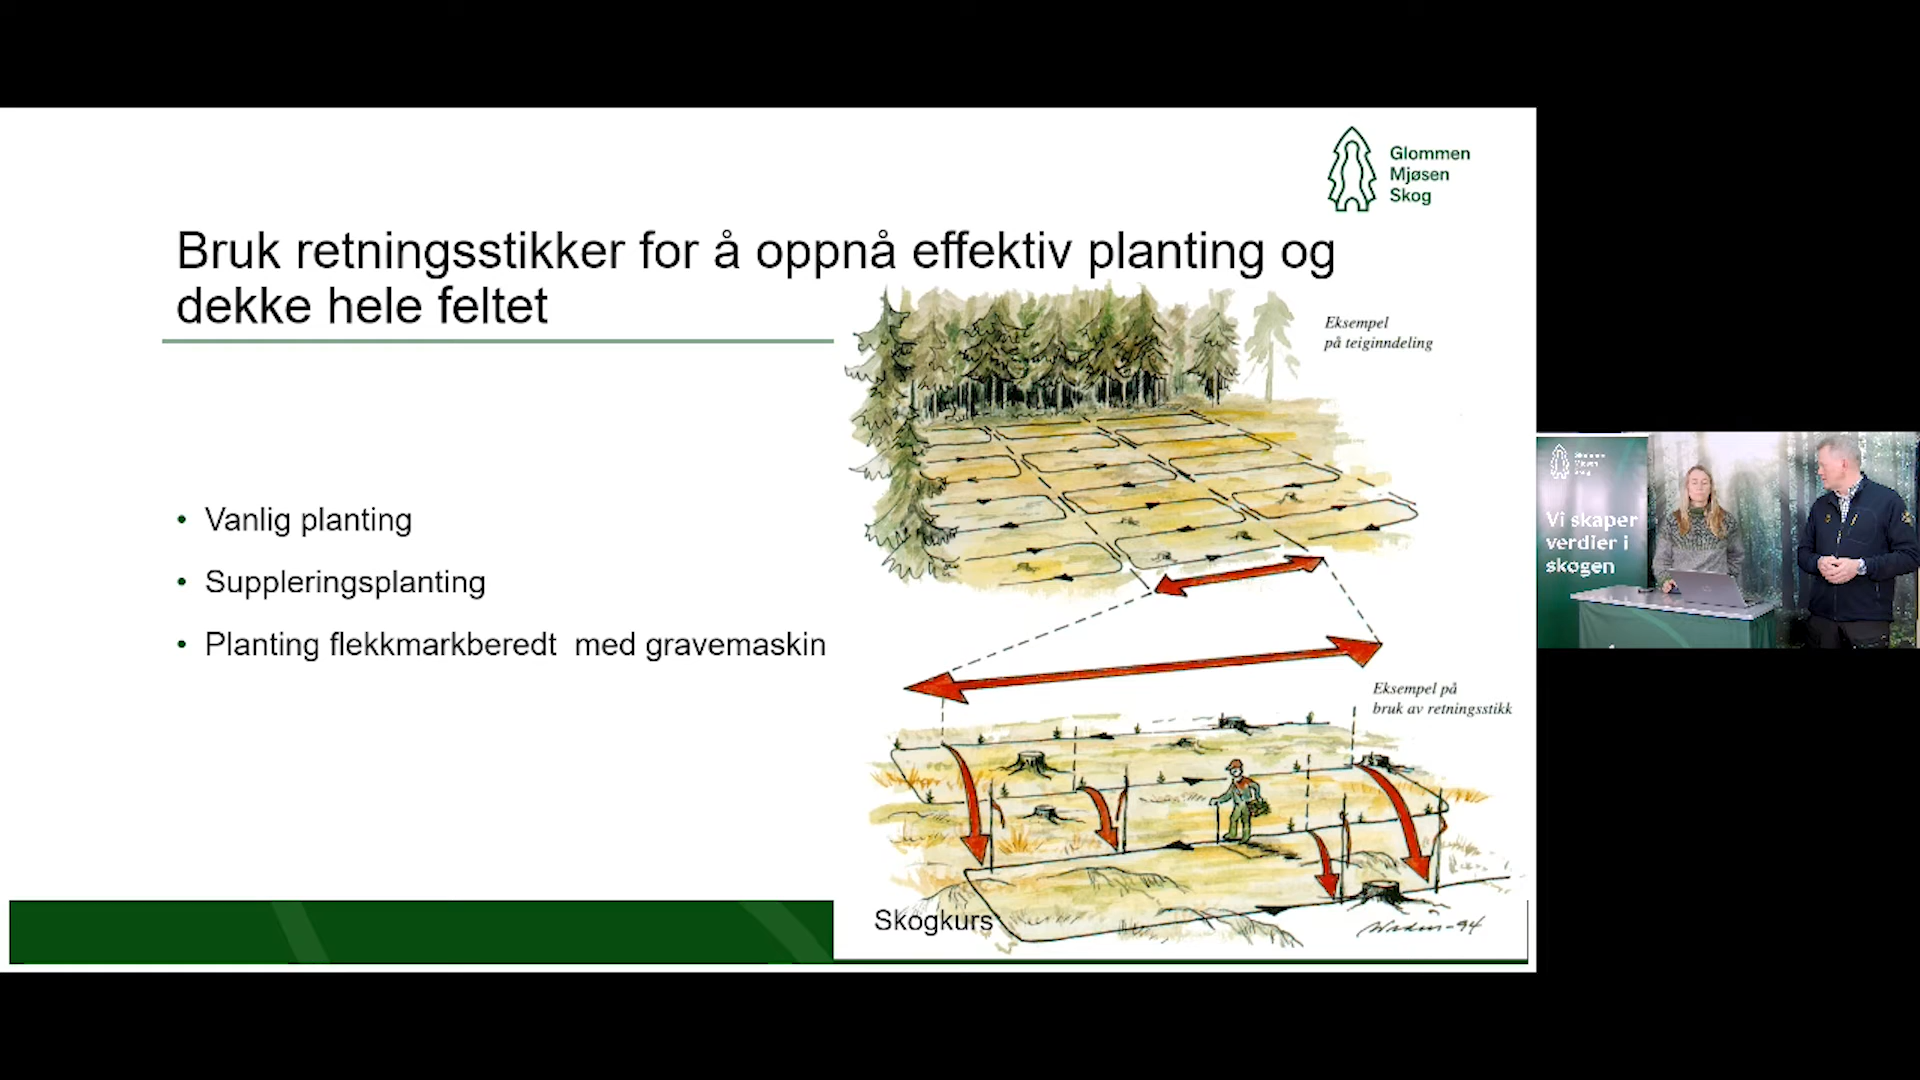 Glommen
Mjøsen
Skog
Bruk retningsstikker for å oppnå effektiv planting og
dekke hele feltet
Eksempel
på teiginndeling
• Vanlig planting
• Suppleringsplanting
• Planting flekkmarkberedt  med gravemaskin
Eksempel på
bruk av retningsstikk
Skogkurs
Vi skaper
verdier i
skogen